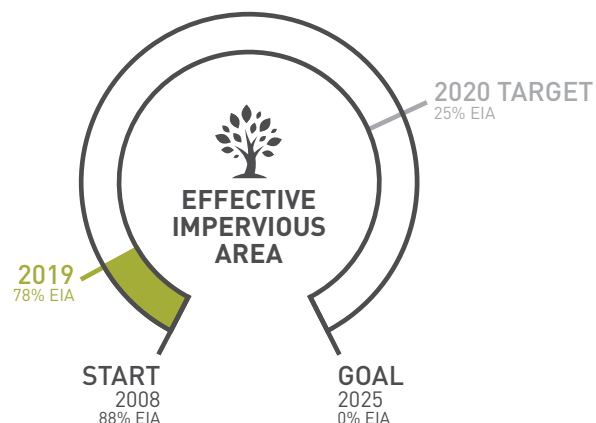 2020 TARGET
25% EIA
EFFECTIVE
IMPERVIOUS
AREA
2019
78% EIA
START
2008
88% EIA
GOAL
2025
0% EIA